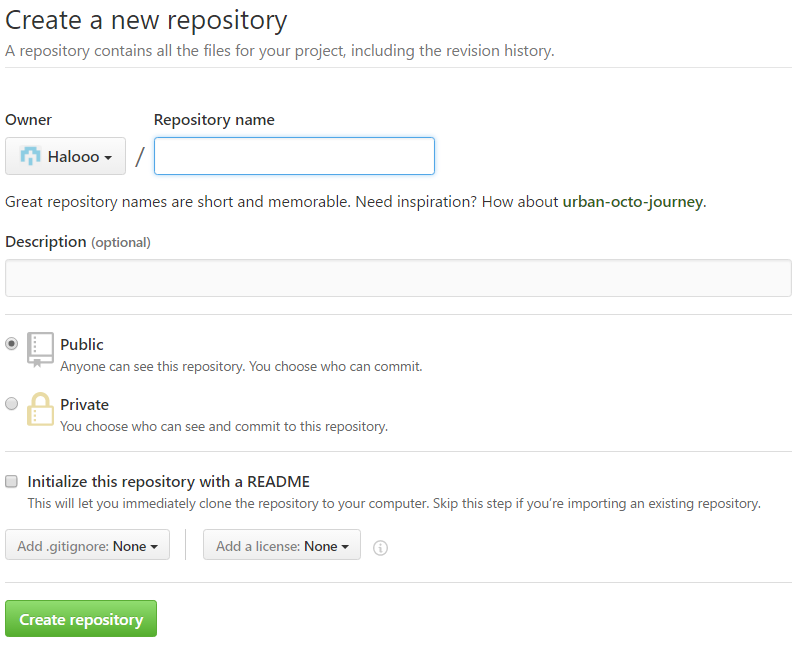 Create a new repository
A repository contains all the files for your project, including the revision history.
Owner Repository name
Halooo /
Great repository names are short and memorable. Need inspiration? How about urban-octo-journey.
Description (optional)
Public
Anyone can see this repository. You choose who can commit.
Private
You choose who can see and commit to this repository.
Initialize this repository with a README
This will let you immediately clone the repository to your computer. Skip this step if you’re importing an existing repository.
Add .gitignore: None Add a license: None
Create repository